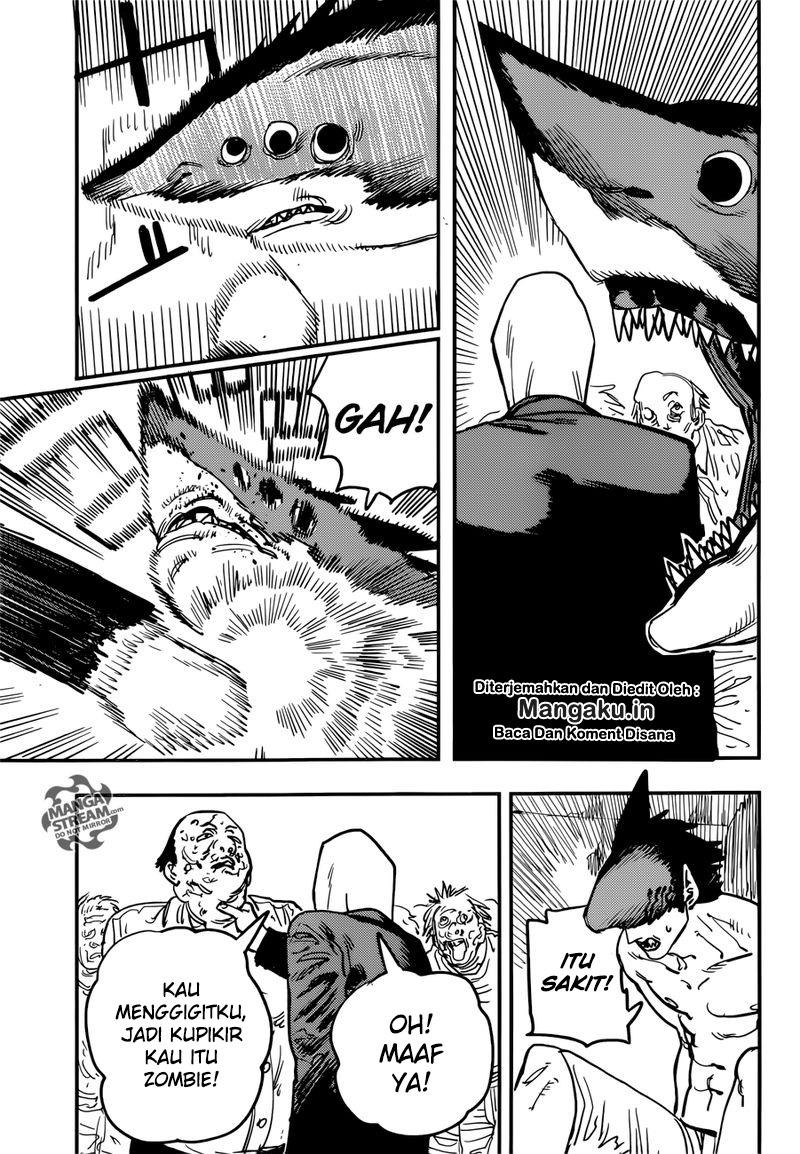 GAH!
Diterjemahkan dan Diedit Oleh :
Mangaku.in
Baca Dan Koment Disana
ITU
SAKIT!
OH!
MAAF
YA!
KAU
MENGGIGITKU,
JADI KUPIKIR
KAU ITU
ZOMBIE!
MANGA
STREAM.com
DO NOT MIRROR